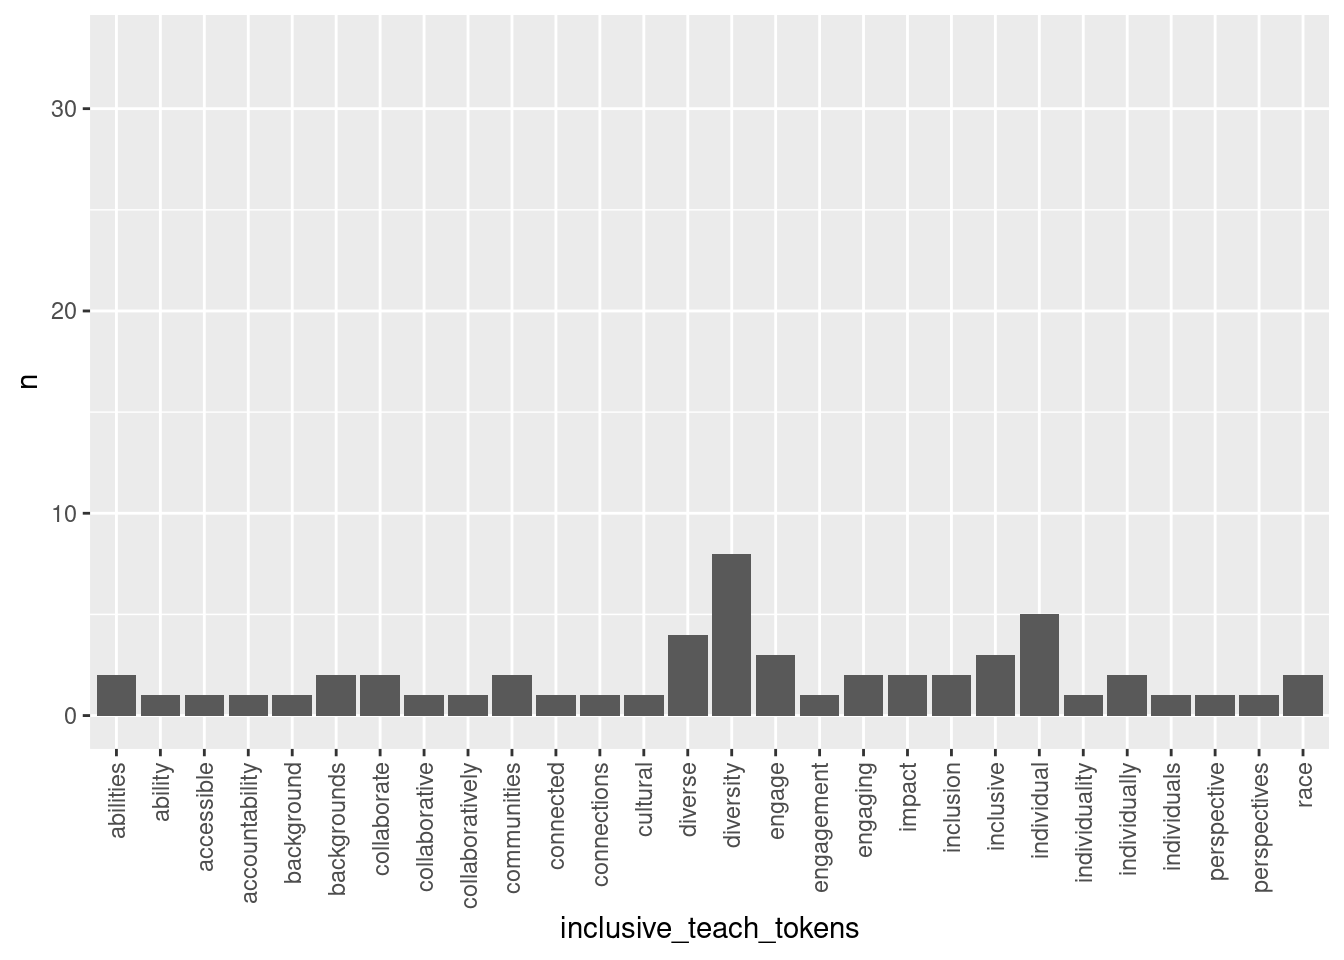 30
20
10
0
n
abilities
ability
accessible
accountability
background
backgrounds
collaborate
collaborative
collaboratively
communities
connected
connections
cultural
diverse
diversity
engage
engagement
engaging
impact
inclusion
inclusive
individual
individuality
individually
individuals
perspective
perspectives
race
inclusive_teach_tokens